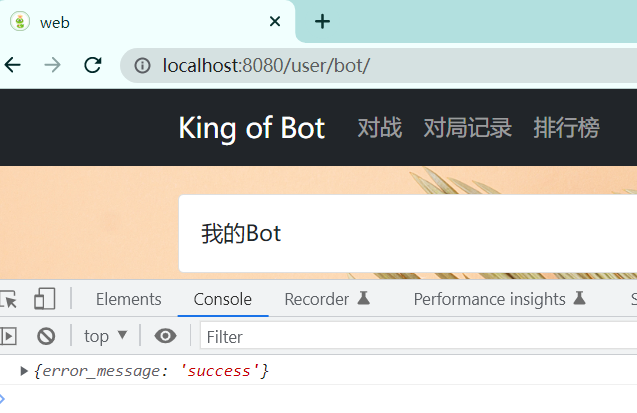 web
localhost:8080/user/bot/
King of Bot 对战 对局记录 排行榜
我的Bot
Elements Console Recorder Performance insights S
top Filter
{error_message: 'success'}